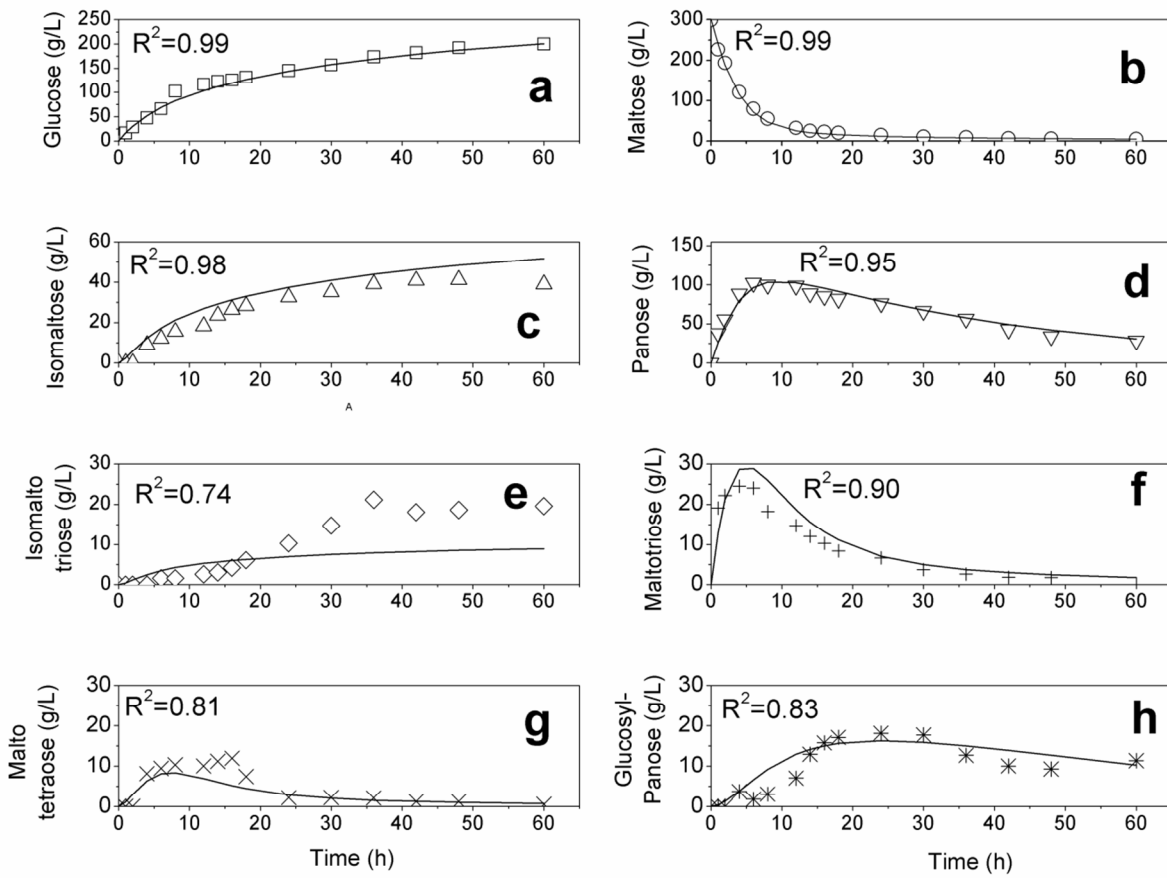 Glucose (g/L)
250
200
150
100
50
0
R²=0.99
a
0 10 20 30 40 50 60
Maltose (g/L)
300
200
100
0
R²=0.99
b
0 10 20 30 40 50 60
Isomaltose (g/L)
60
40
20
0
R²=0.98
c
0 10 20 30 40 50 60
A
Panose (g/L)
150
100
50
0
R²=0.95
d
0 10 20 30 40 50 60
Isomalto
triose (g/L)
30
20
10
0
R²=0.74
e
0 10 20 30 40 50 60
Maltotriose (g/L)
30
20
10
0
R²=0.90
f
0 10 20 30 40 50 60
Malto
tetraose (g/L)
30
20
10
0
R²=0.81
g
0 10 20 30 40 50 60
Time (h)
Glucosyl-
Panose (g/L)
30
20
10
0
R²=0.83
h
0 10 20 30 40 50 60
Time (h)